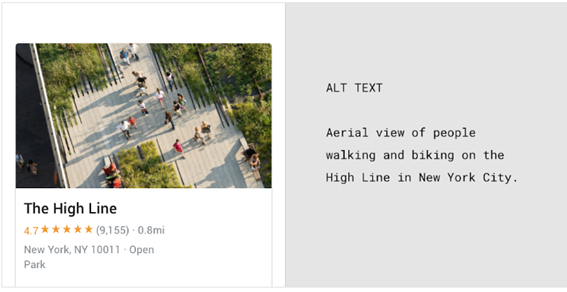 The High Line
4.7 ★★★★★ (9,155) · 0.8mi
New York, NY 10011 · Open
Park
ALT TEXT
Aerial view of people
walking and biking on the
High Line in New York City.